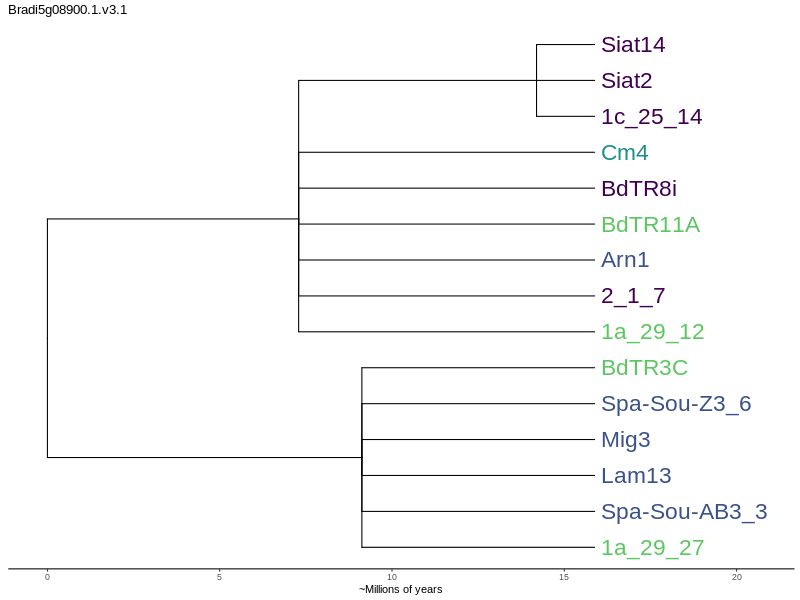 Bradi5g08900.1.v3.1
Siat14
Siat2
1c_25_14
Cm4
BdTR8i
BdTR11A
Arn1
2_1_7
1a_29_12
BdTR3C
Spa-Sou-Z3_6
Mig3
Lam13
Spa-Sou-AB3_3
1a_29_27
0 5 10 15 20
~Millions of years